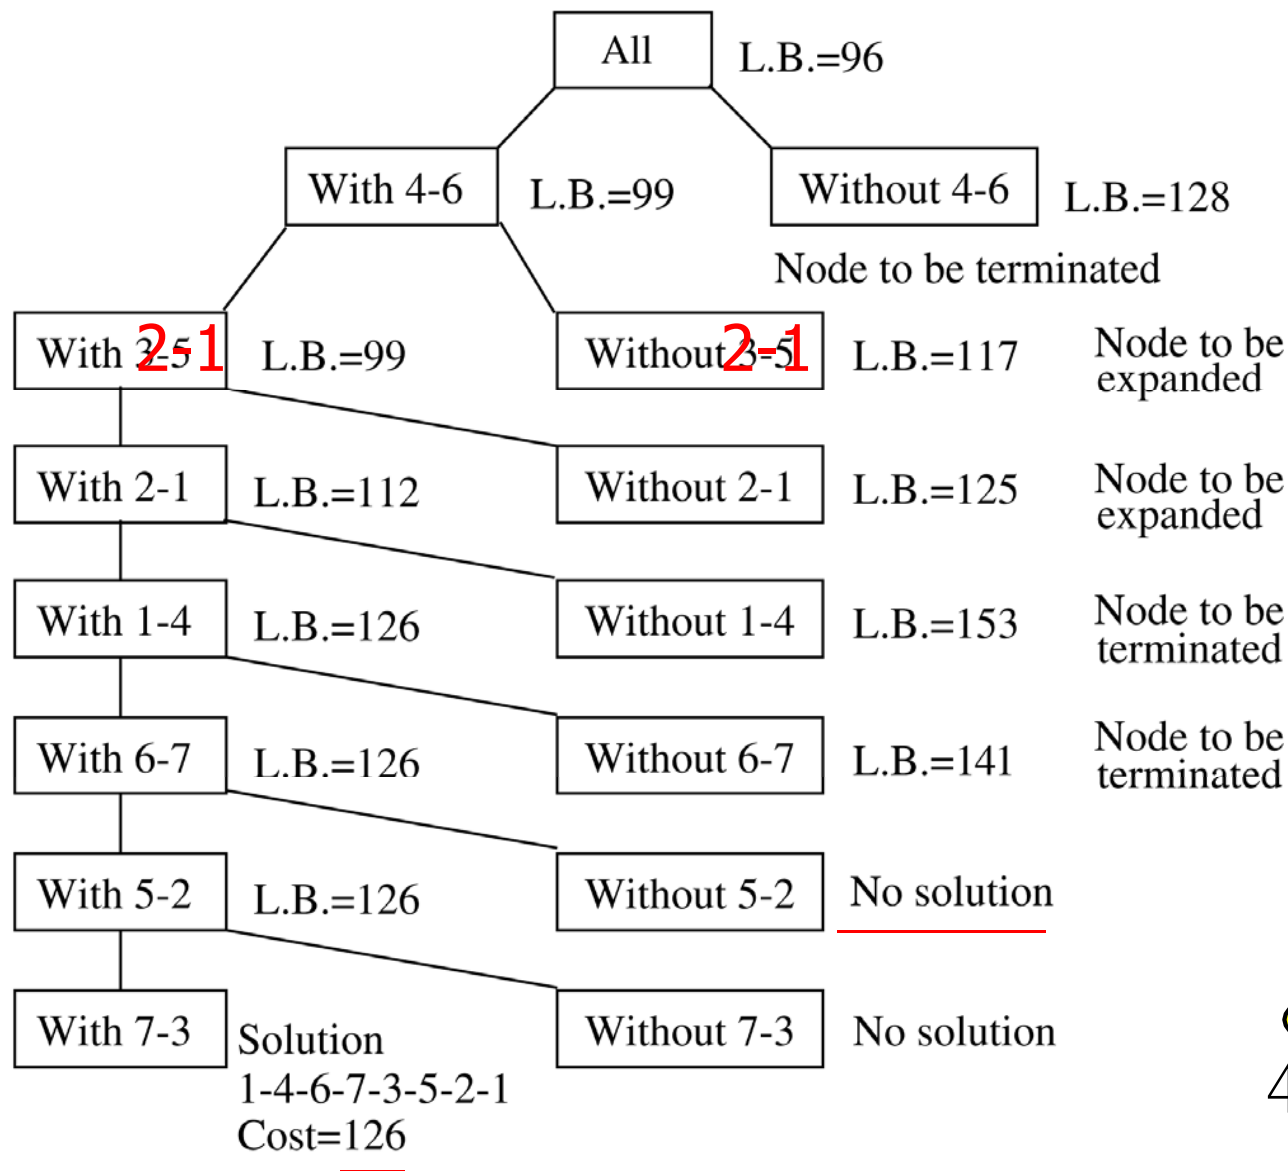 All
L.B.=96
With 4-6
L.B.=99
Without 4-6
L.B.=128
Node to be terminated
With 3-5
2-1
L.B.=99
Without 3-5
2-1
L.B.=117
Node to be
expanded
With 2-1
L.B.=112
Without 2-1
L.B.=125
Node to be
expanded
With 1-4
L.B.=126
Without 1-4
L.B.=153
Node to be
terminated
With 6-7
L.B.=126
Without 6-7
L.B.=141
Node to be
terminated
With 5-2
L.B.=126
Without 5-2
No solution
With 7-3
Solution
1-4-6-7-3-5-2-1
Cost=126
Without 7-3
No solution